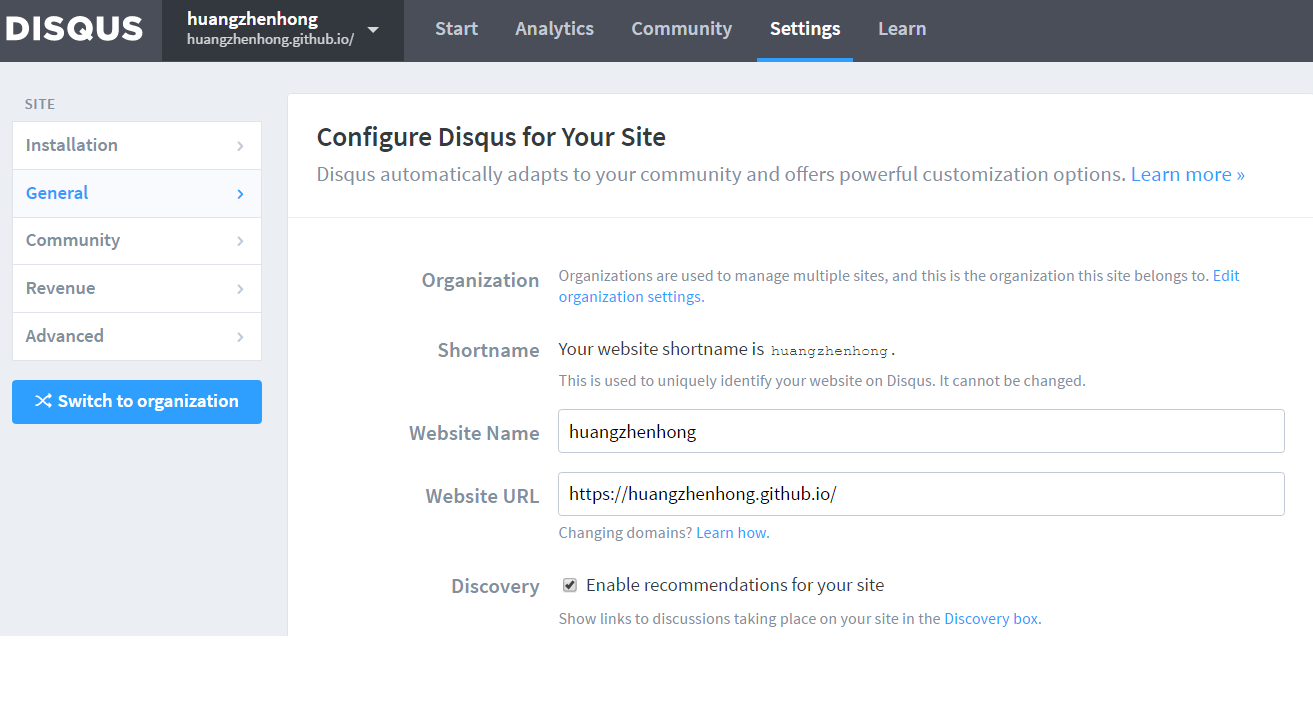 DISQUS
huangzhenhong
huangzhenhong.github.io/
Start
Analytics
Community
Settings
Learn
SITE
Installation
General
Community
Revenue
Advanced
Switch to organization
Configure Disqus for Your Site
Disqus automatically adapts to your community and offers powerful customization options. Learn more »
Organization
Organizations are used to manage multiple sites, and this is the organization this site belongs to. Edit
organization settings.
Shortname
Your website shortname is huangzhenhong.
This is used to uniquely identify your website on Disqus. It cannot be changed.
Website Name
huangzhenhong
Website URL
https://huangzhenhong.github.io/
Changing domains? Learn how.
Discovery
Enable recommendations for your site
Show links to discussions taking place on your site in the Discovery box.